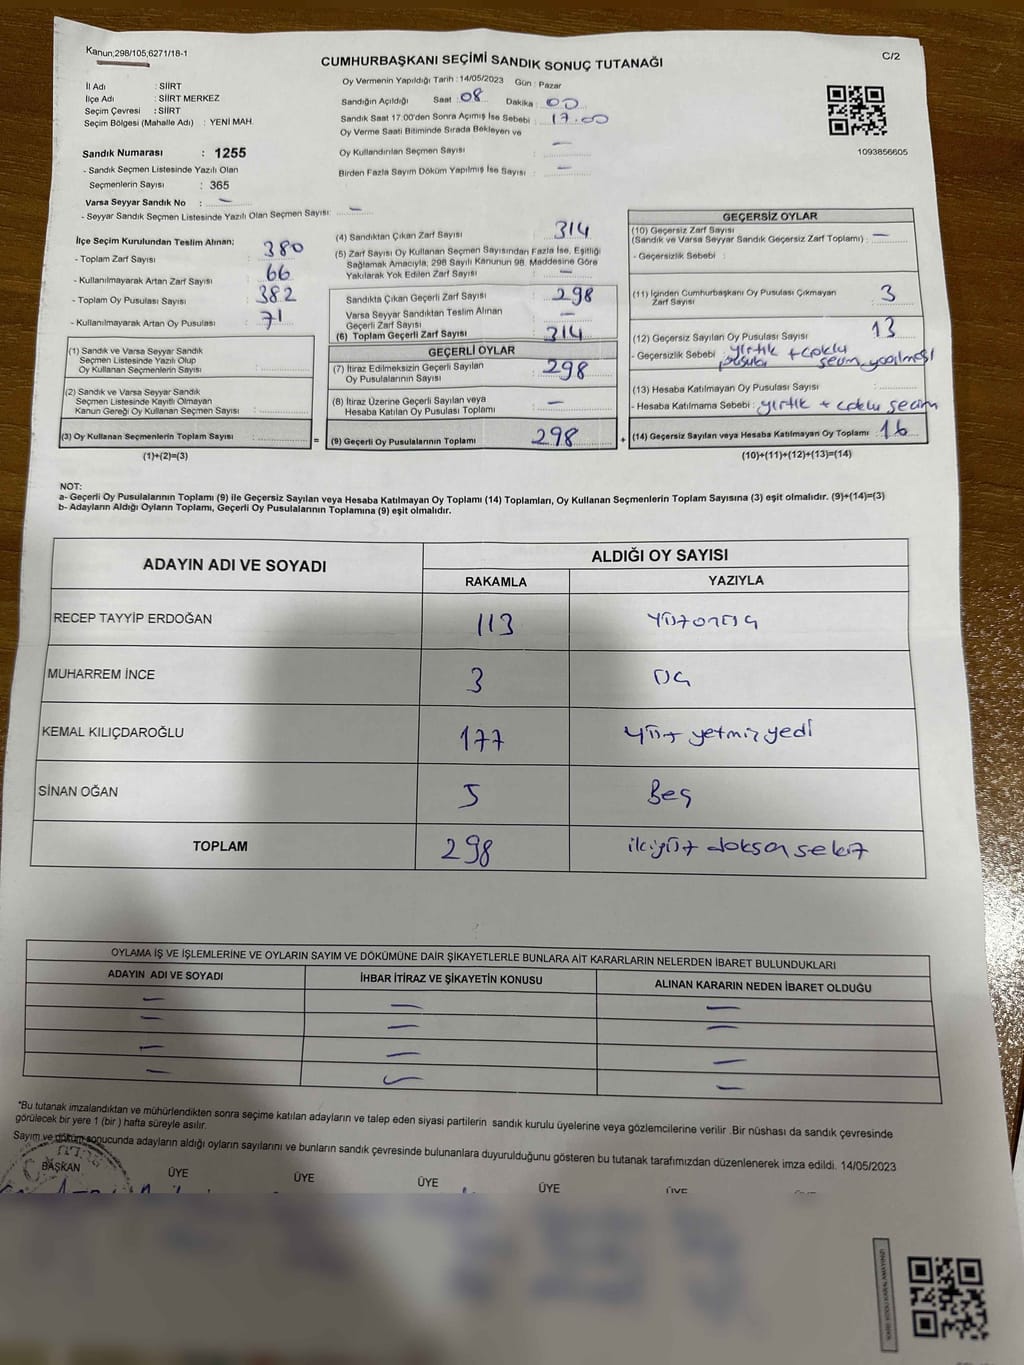 Kanun,298/105,6271/18-1
CUMHURBAŞKANI SEÇİMİ SANDIK SONUÇ TUTANAĞI
C/2
İl Adı : SİİRT
İlçe Adı : SİİRT MERKEZ
Seçim Çevresi : SİİRT
Seçim Bölgesi (Mahalle Adı) : YENİ MAH.
Oy Vermenin Yapıldığı Tarih : 14/05/2023 Gün : Pazar
Sandığın Açıldığı Saat : 08 Dakika : 00
Sandık Saat 17:00'den Sonra Açımış İse Sebebi : 17.00
Oy Verme Saati Bitiminde Sırada Bekleyen ve
Oy Kullandırılan Seçmen Sayısı : —
Birden Fazla Sayım Döküm Yapılmış İse Sayısı : —
1093856605
Sandık Numarası : 1255
- Sandık Seçmen Listesinde Yazılı Olan
Seçmenlerin Sayısı : 365
Varsa Seyyar Sandık No : —
- Seyyar Sandık Seçmen Listesinde Yazılı Olan Seçmen Sayısı: —
İlçe Seçim Kurulundan Teslim Alınan;
- Toplam Zarf Sayısı : 380
- Kullanılmayarak Artan Zarf Sayısı : 66
- Toplam Oy Pusulası Sayısı : 382
- Kullanılmayarak Artan Oy Pusulası : 71
(1) Sandık ve Varsa Seyyar Sandık
Seçmen Listesinde Yazılı Olup
Oy Kullanan Seçmenlerin Sayısı :
(2) Sandık ve Varsa Seyyar Sandık
Seçmen Listesinde Kayıtlı Olmayan
Kanun Gereği Oy Kullanan Seçmen Sayısı :
(3) Oy Kullanan Seçmenlerin Toplam Sayısı : =
(1)+(2)=(3)
(4) Sandıktan Çıkan Zarf Sayısı : 314
(5) Zarf Sayısı Oy Kullanan Seçmen Sayısından Fazla İse, Eşitliği
Sağlamak Amacıyla, 298 Sayılı Kanunun 98. Maddesine Göre
Yakılarak Yok Edilen Zarf Sayısı : —
Sandıkta Çıkan Geçerli Zarf Sayısı : 298
Varsa Seyyar Sandıktan Teslim Alınan
Geçerli Zarf Sayısı : —
(6) Toplam Geçerli Zarf Sayısı : 314
GEÇERLİ OYLAR
(7) İtiraz Edilmeksizin Geçerli Sayılan
Oy Pusulalarının Sayısı : 298
(8) İtiraz Üzerine Geçerli Sayılan veya
Hesaba Katılan Oy Pusulaları Toplamı : —
(9) Geçerli Oy Pusulalarının Toplamı : 298 +
GEÇERSİZ OYLAR
(10) Geçersiz Zarf Sayısı
(Sandık ve Varsa Seyyar Sandık Geçersiz Zarf Toplamı) : —
- Geçersizlik Sebebi :
(11) İçinden Cumhurbaşkanı Oy Pusulası Çıkmayan
Zarf Sayısı : 3
(12) Geçersiz Sayılan Oy Pusulası Sayısı : 13
- Geçersizlik Sebebi : yırtık + çoklu
pusula seçim yapılması
(13) Hesaba Katılmayan Oy Pusulası Sayısı :
- Hesaba Katılmama Sebebi : yırtık + çoklu seçim
(14) Geçersiz Sayılan veya Hesaba Katılmayan Oy Toplamı : 16
(10)+(11)+(12)+(13)=(14)
NOT:
a- Geçerli Oy Pusulalarının Toplamı (9) ile Geçersiz Sayılan veya Hesaba Katılmayan Oy Toplamı (14) Toplamları, Oy Kullanan Seçmenlerin Toplam Sayısına (3) eşit olmalıdır. (9)+(14)=(3)
b- Adayların Aldığı Oyların Toplamı, Geçerli Oy Pusulalarının Toplamına (9) eşit olmalıdır.
ADAYIN ADI VE SOYADI
ALDIĞI OY SAYISI
RAKAMLA YAZIYLA
RECEP TAYYİP ERDOĞAN 113 yüzonüç
MUHARREM İNCE 3 üç
KEMAL KILIÇDAROĞLU 177 yüz yetmiş yedi
SİNAN OĞAN 5 Beş
TOPLAM 298 ikiyüz doksan sekiz
OYLAMA İŞ VE İŞLEMLERİNE VE OYLARIN SAYIM VE DÖKÜMÜNE DAİR ŞİKAYETLERLE BUNLARA AİT KARARLARIN NELERDEN İBARET BULUNDUKLARI
ADAYIN ADI VE SOYADI İHBAR İTİRAZ VE ŞİKAYETİN KONUSU ALINAN KARARIN NEDEN İBARET OLDUĞU
— — —
— — —
— — —
— — —
*Bu tutanak imzalandıktan ve mühürlendikten sonra seçime katılan adayların ve talep eden siyasi partilerin sandık kurulu üyelerine veya gözlemcilerine verilir .Bir nüshası da sandık çevresinde
görülecek bir yere 1 (bir ) hafta süreyle asılır.
Sayım ve döküm sonucunda adayların aldığı oyların sayılarını ve bunların sandık çevresinde bulunanlara duyurulduğunu gösteren bu tutanak tarafımızdan düzenlenerek imza edildi. 14/05/2023
BAŞKAN ÜYE ÜYE ÜYE ÜYE ÜYE